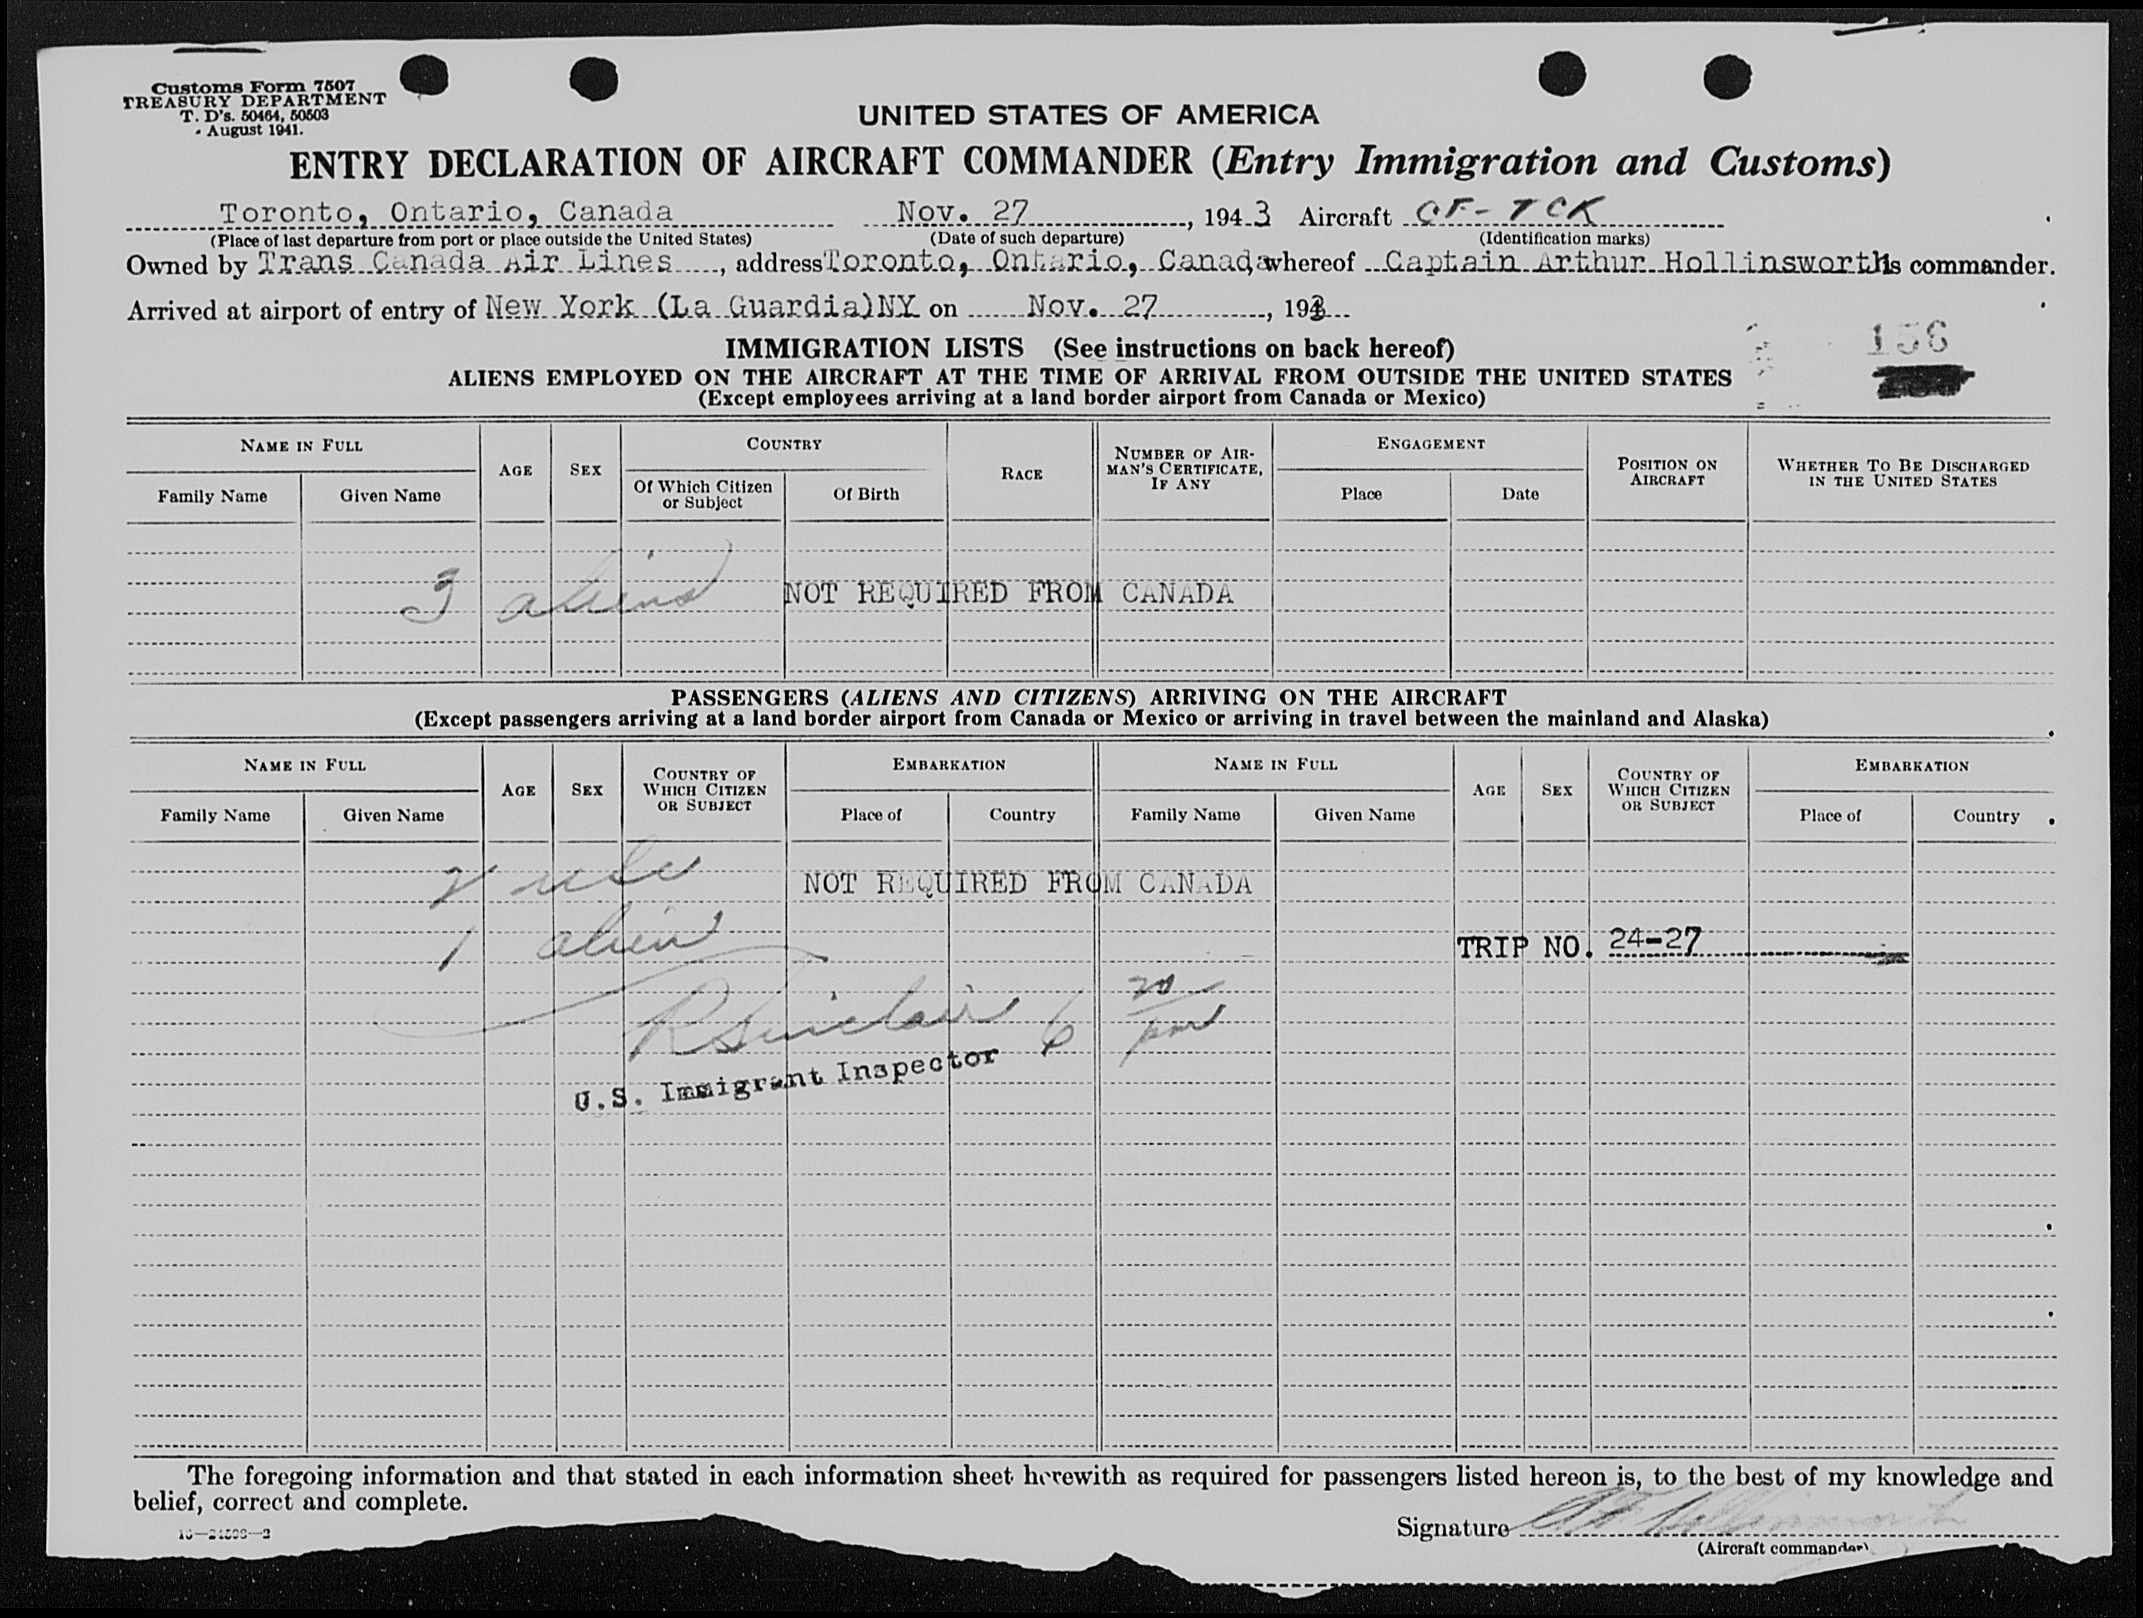 Customs Form 7507
TREASURY DEPARTMENT
T. D's. 50464, 50503
August 1941.
UNITED STATES OF AMERICA
ENTRY DECLARATION OF AIRCRAFT COMMANDER (Entry Immigration and Customs)
Toronto, Ontario, Canada Nov. 27, 1943 Aircraft CF-TCK
(Place of last departure from port or place outside the United States) (Date of such departure) (Identification marks)
Owned by Trans Canada Air Lines, address Toronto, Ontario, Canada whereof Captain Arthur Hollinsworth is commander.
Arrived at airport of entry of New York (La Guardia) NY on Nov. 27, 1943
156
IMMIGRATION LISTS (See instructions on back hereof)
ALIENS EMPLOYED ON THE AIRCRAFT AT THE TIME OF ARRIVAL FROM OUTSIDE THE UNITED STATES
(Except employees arriving at a land border airport from Canada or Mexico)
NAME IN FULL AGE SEX COUNTRY RACE NUMBER OF AIRMAN'S CERTIFICATE, IF ANY ENGAGEMENT POSITION ON AIRCRAFT WHETHER TO BE DISCHARGED IN THE UNITED STATES
Family Name Given Name Of Which Citizen or Subject Of Birth Place Date
3 aliens NOT REQUIRED FROM CANADA
PASSENGERS (ALIENS AND CITIZENS) ARRIVING ON THE AIRCRAFT
(Except passengers arriving at a land border airport from Canada or Mexico or arriving in travel between the mainland and Alaska)
NAME IN FULL AGE SEX COUNTRY OF WHICH CITIZEN OR SUBJECT EMBARKATION NAME IN FULL AGE SEX COUNTRY OF WHICH CITIZEN OR SUBJECT EMBARKATION
Family Name Given Name Place of Country Family Name Given Name Place of Country
NOT REQUIRED FROM CANADA
1 alien
TRIP NO. 24-27
R Sinclair 6 20 pm
U.S. Immigrant Inspector
The foregoing information and that stated in each information sheet herewith as required for passengers listed hereon is, to the best of my knowledge and
belief, correct and complete.
Signature
(Aircraft commander)